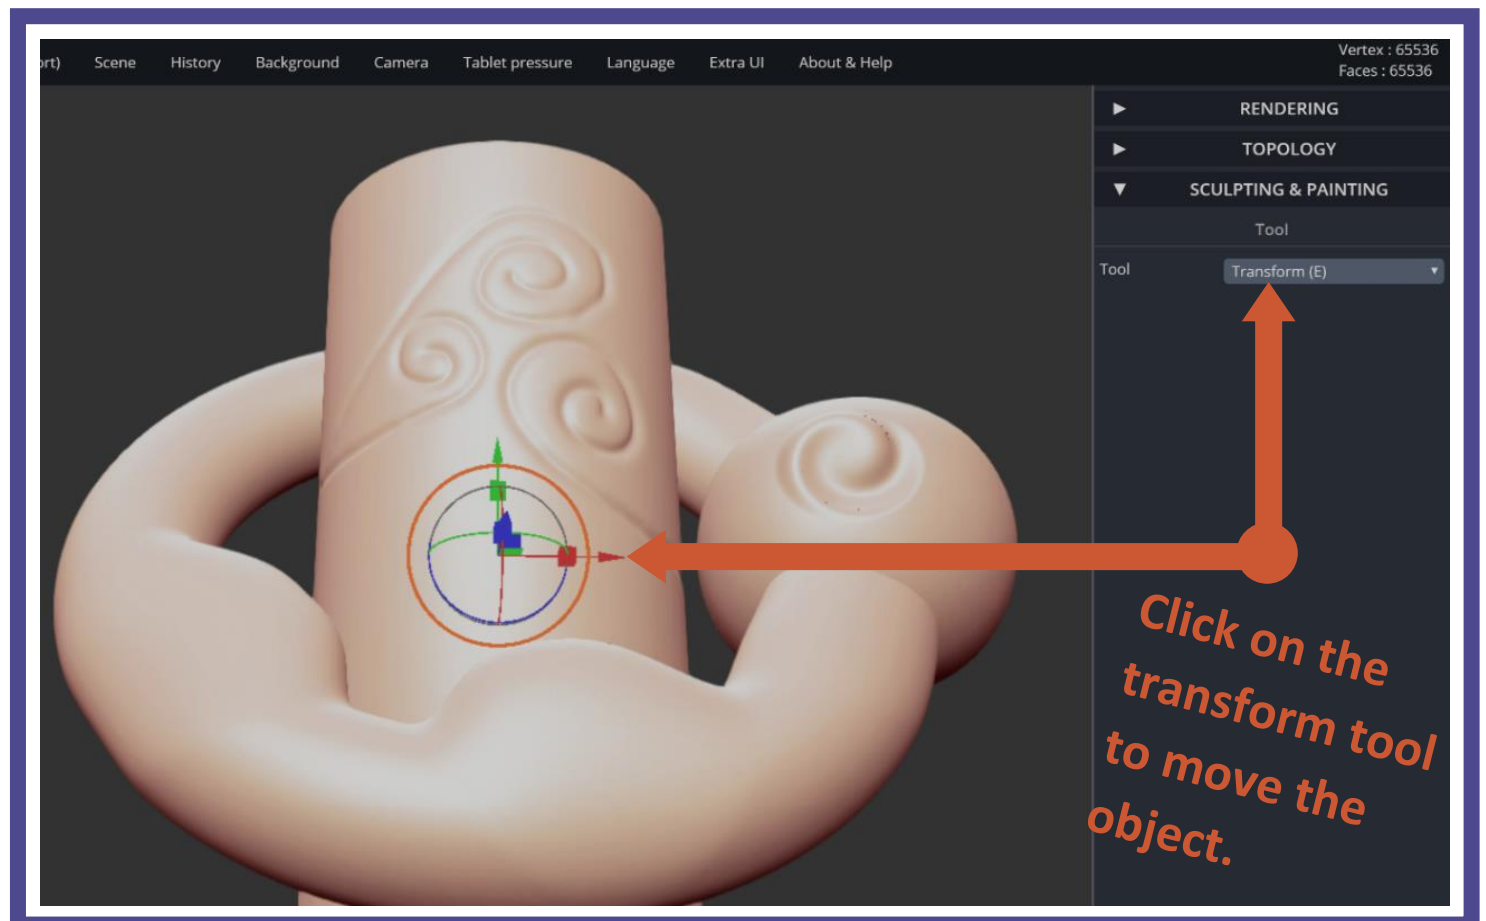 ort) Scene History Background Camera Tablet pressure Language Extra UI About & Help
Vertex : 65536
Faces : 65536
RENDERING
TOPOLOGY
SCULPTING & PAINTING
Tool
Tool Transform (E)
Click on the
transform tool
to move the
object.